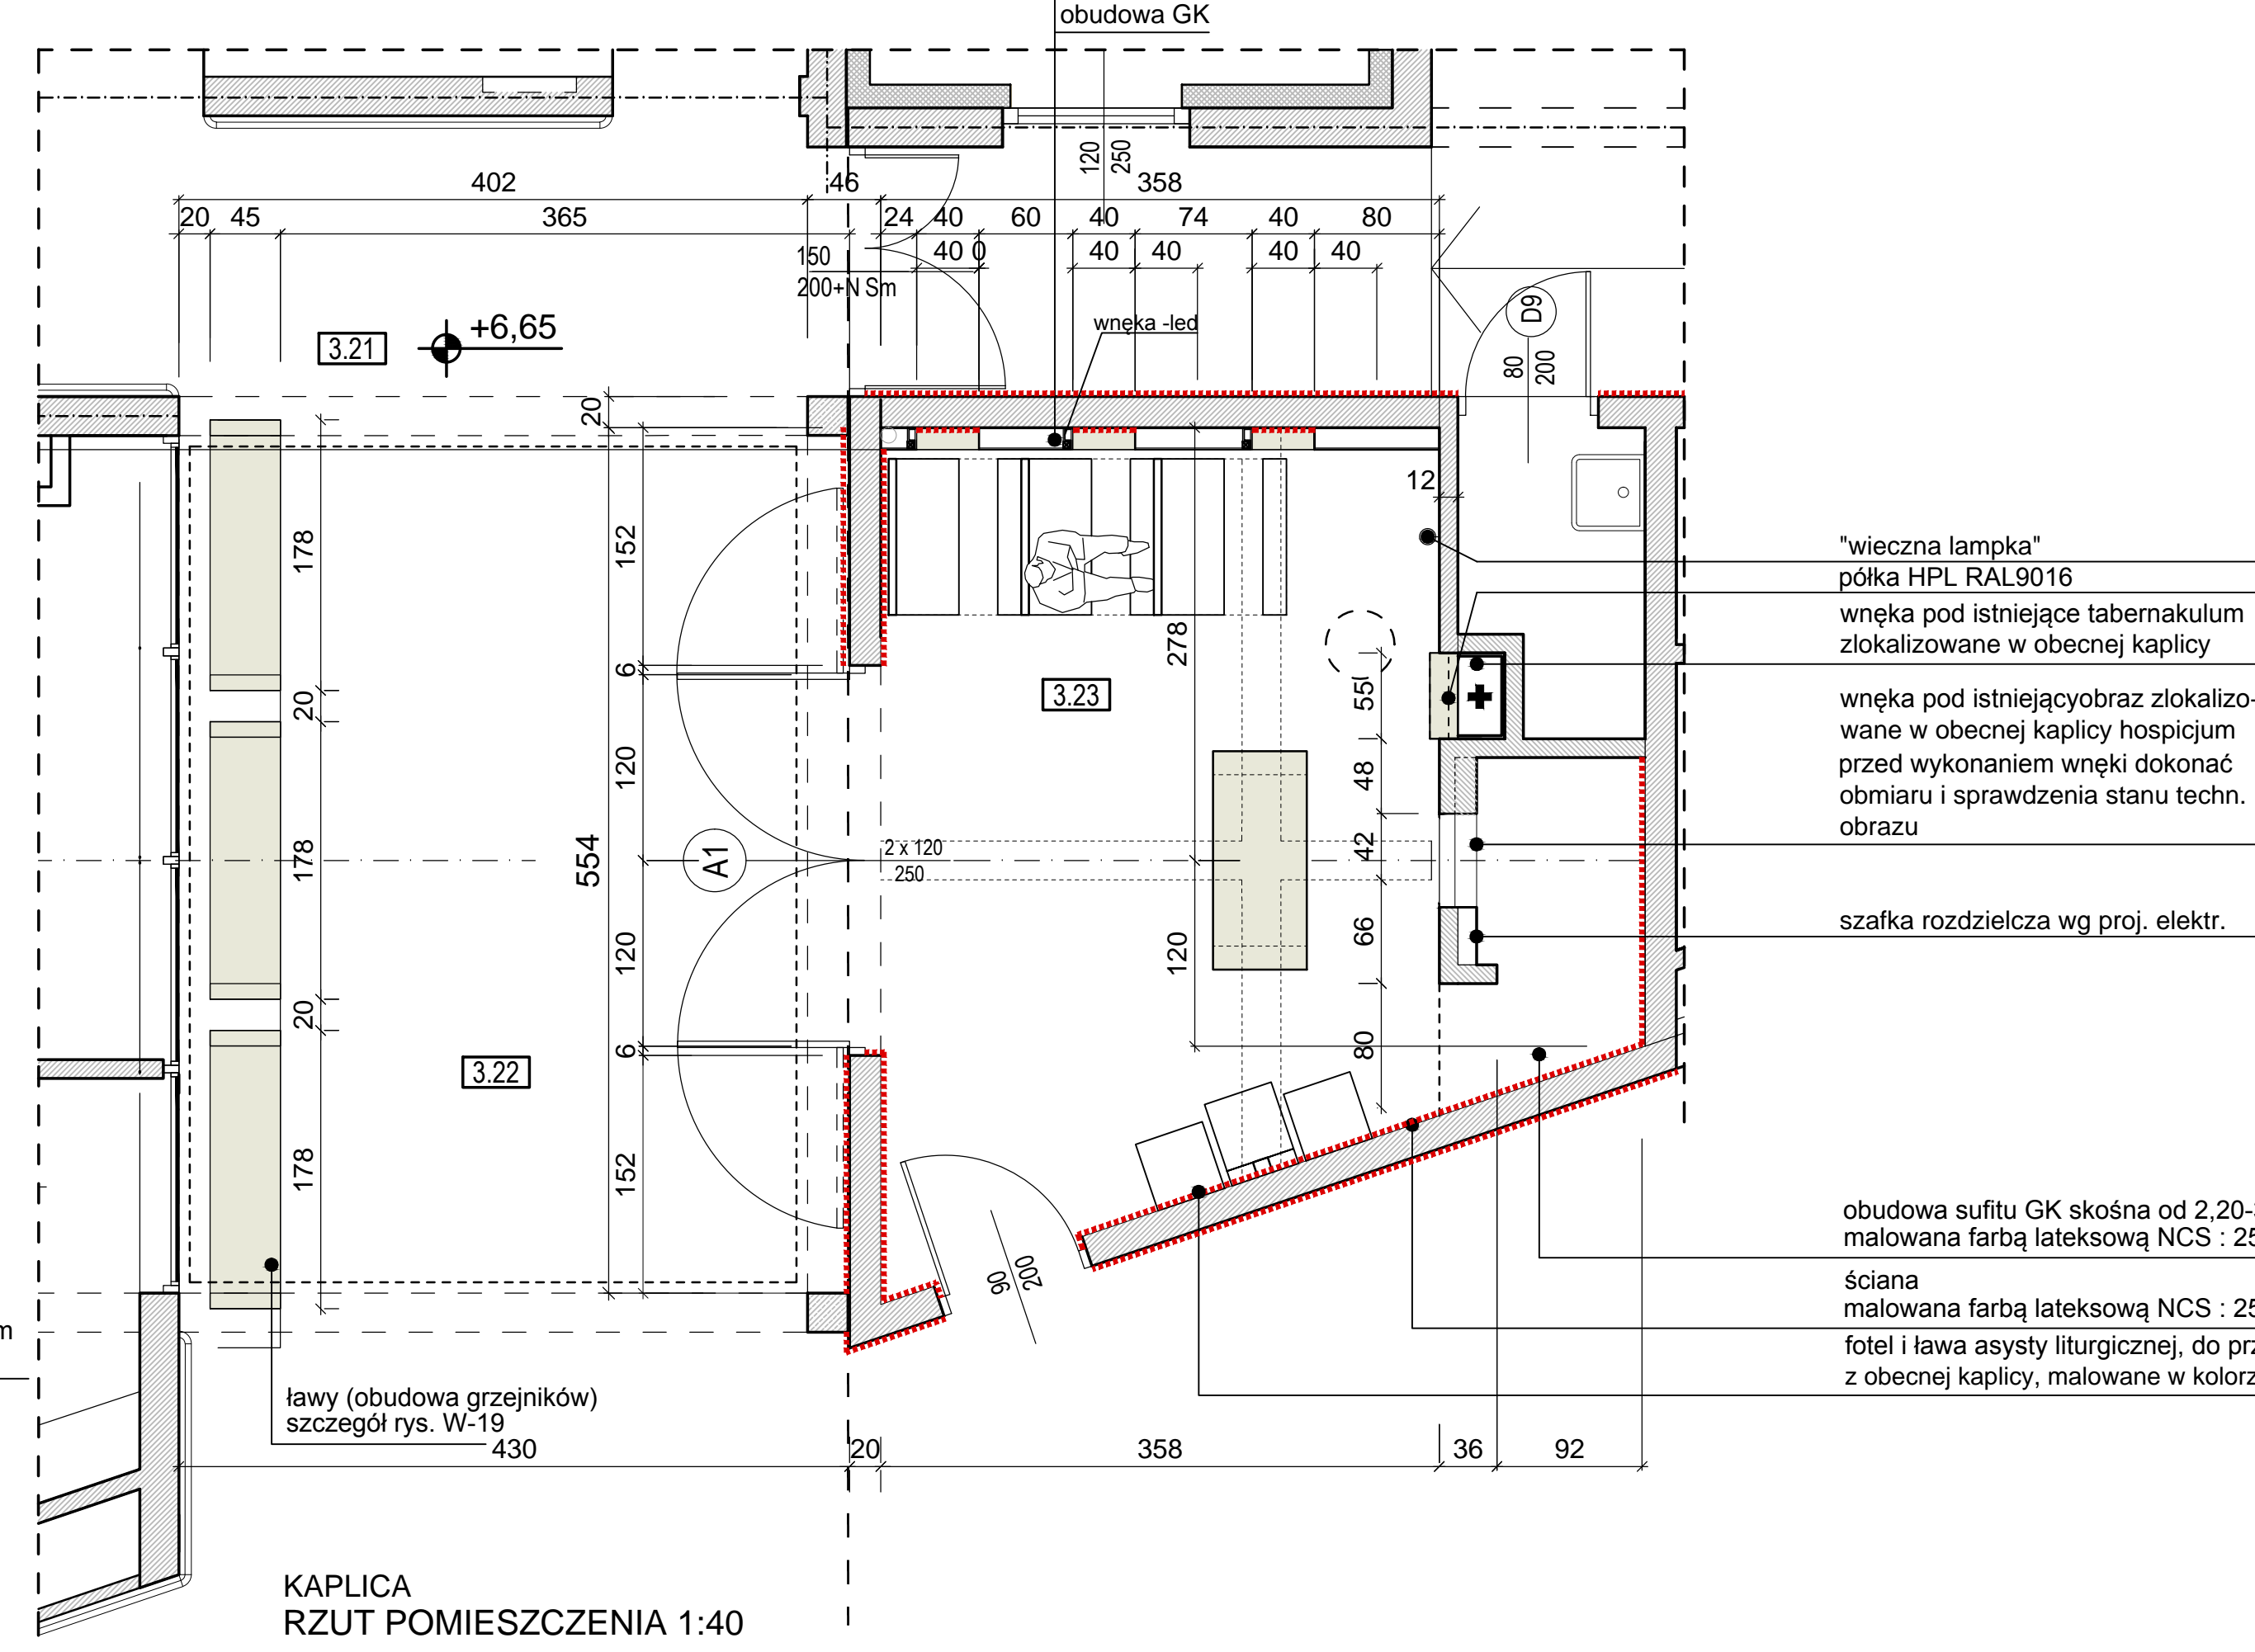 obudowa GK
120
250
402
46
358
20
45
365
24
40
60
40
74
40
80
40
0
40
40
40
40
150
200+N Sm
wnęka -led
D9
80
200
3.21
+6,65
20
12
178
152
278
"wieczna lampka"
półka HPL RAL9016
wnęka pod istniejące tabernakulum
zlokalizowane w obecnej kaplicy
6
20
55
3.23
wnęka pod istniejącyobraz zlokalizo-
wane w obecnej kaplicy hospicjum
przed wykonaniem wnęki dokonać
obmiaru i sprawdzenia stanu techn.
obrazu
120
48
178
554
A1
2 x 120
250
42
120
120
66
szafka rozdzielcza wg proj. elektr.
20
6
80
3.22
178
152
90
200
obudowa sufitu GK skośna od 2,20-
malowana farbą lateksową NCS : 25
ściana
malowana farbą lateksową NCS : 25
m
fotel i ława asysty liturgicznej, do prz
z obecnej kaplicy, malowane w kolorz
ławy (obudowa grzejników)
szczegół rys. W-19
430
20
358
36
92
KAPLICA
RZUT POMIESZCZENIA 1:40